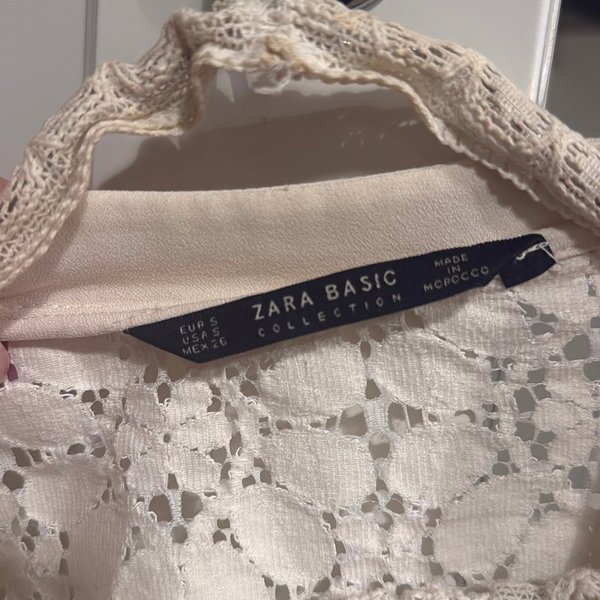 EUR S
USA S
MEX 26
ZARA BASIC
COLLECTION
MADE
IN
MOROCCO